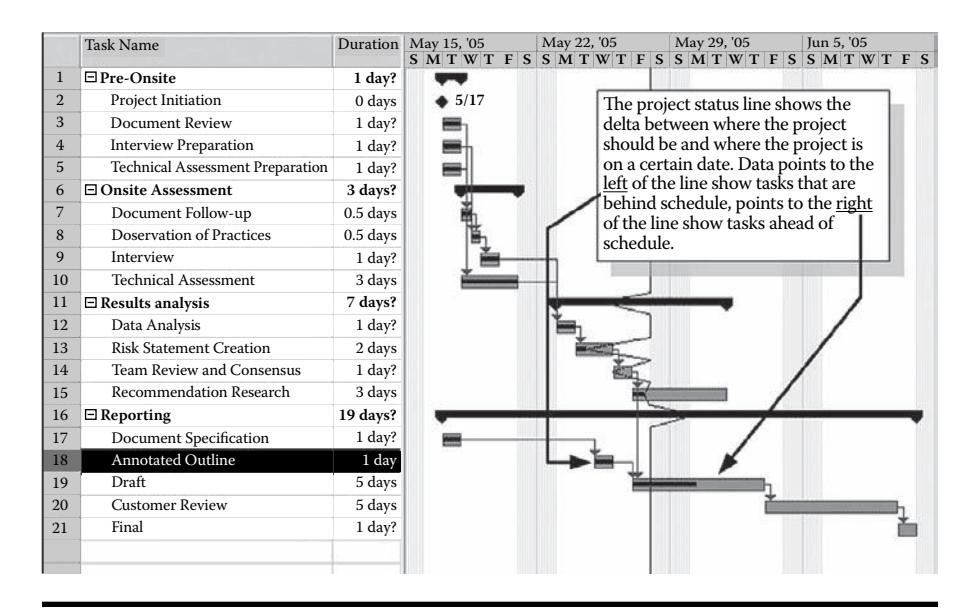 Task Name Duration May 15, '05 May 22, '05 May 29, '05 Jun 5, '05
S M T W T F S S M T W T F S S M T W T F S S M T W T F S
1 Pre-Onsite 1 day?
2 Project Initiation 0 days 5/17
3 Document Review 1 day?
4 Interview Preparation 1 day?
5 Technical Assessment Preparation 1 day?
6 Onsite Assessment 3 days?
7 Document Follow-up 0.5 days
8 Doservation of Practices 0.5 days
9 Interview 1 day?
10 Technical Assessment 3 days
11 Results analysis 7 days?
12 Data Analysis 1 day?
13 Risk Statement Creation 2 days
14 Team Review and Consensus 1 day?
15 Recommendation Research 3 days
16 Reporting 19 days?
17 Document Specification 1 day?
18 Annotated Outline 1 day
19 Draft 5 days
20 Customer Review 5 days
21 Final 1 day?
The project status line shows the
delta between where the project
should be and where the project is
on a certain date. Data points to the
left of the line show tasks that are
behind schedule, points to the right
of the line show tasks ahead of
schedule.